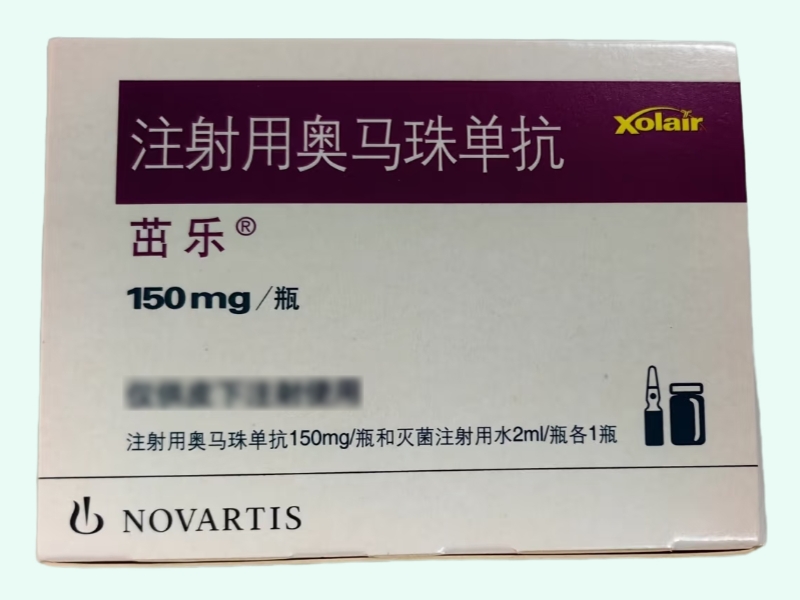 注射用奥马珠单抗
Xolair
茁乐®
150mg/瓶
注射用奥马珠单抗150mg/瓶和灭菌注射用水2ml/瓶各1瓶
NOVARTIS